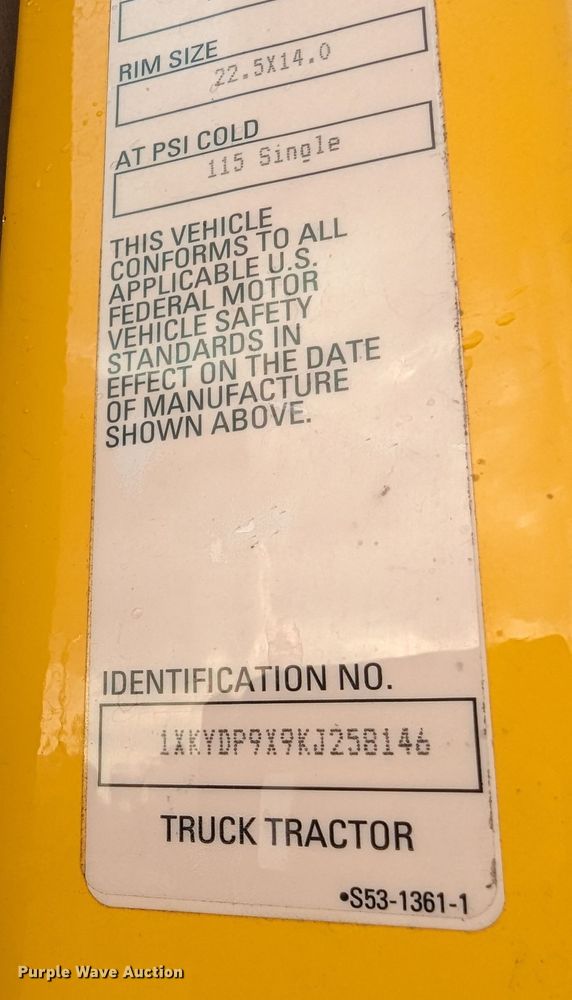 RIM SIZE
22.5X14.0
AT PSI COLD
115 Single
THIS VEHICLE
CONFORMS TO ALL
APPLICABLE U.S.
FEDERAL MOTOR
VEHICLE SAFETY
STANDARDS IN
EFFECT ON THE DATE
OF MANUFACTURE
SHOWN ABOVE.
IDENTIFICATION NO.
1XKYDP9X9KJ258146
TRUCK TRACTOR
•S53-1361-1
Purple Wave Auction